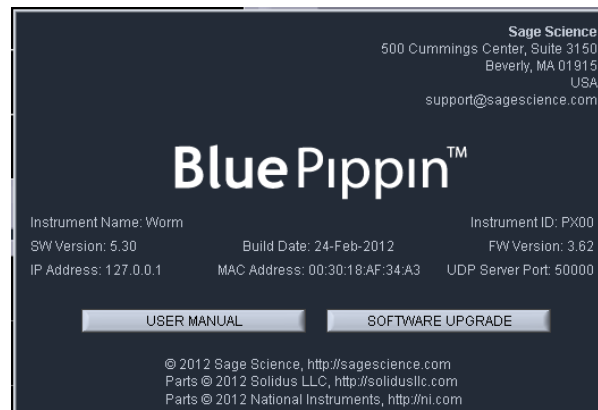 Sage Science
500 Cummings Center, Suite 3150
Beverly, MA 01915
USA
support@sagescience.com
BluePippin™
Instrument Name: Worm
Instrument ID: PX00
SW Version: 5.30
Build Date: 24-Feb-2012
FW Version: 3.62
IP Address: 127.0.0.1
MAC Address: 00:30:18:AF:34:A3
UDP Server Port: 50000
USER MANUAL
SOFTWARE UPGRADE
© 2012 Sage Science, http://sagescience.com
Parts © 2012 Solidus LLC, http://solidusllc.com
Parts © 2012 National Instruments, http://ni.com